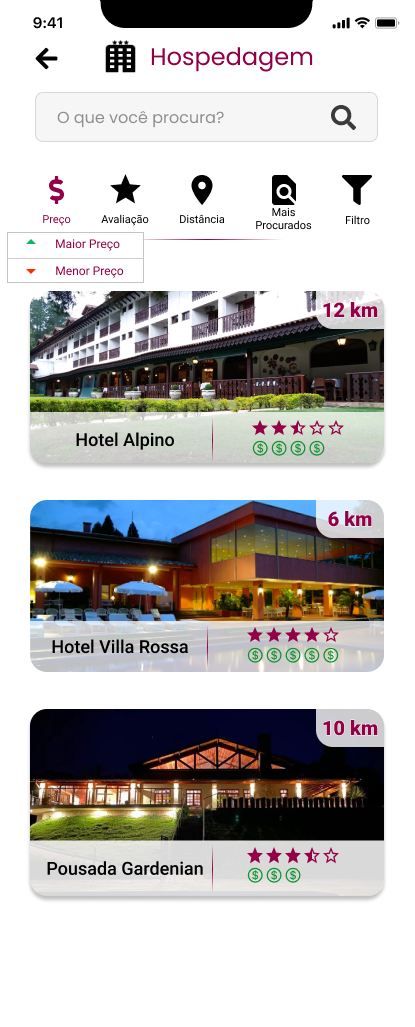 9:41
Hospedagem
O que você procura?
Preço
Avaliação
Distância
Mais
Procurados
Filtro
Maior Preço
Menor Preço
12 km
Hotel Alpino
6 km
Hotel Villa Rossa
10 km
Pousada Gardenian